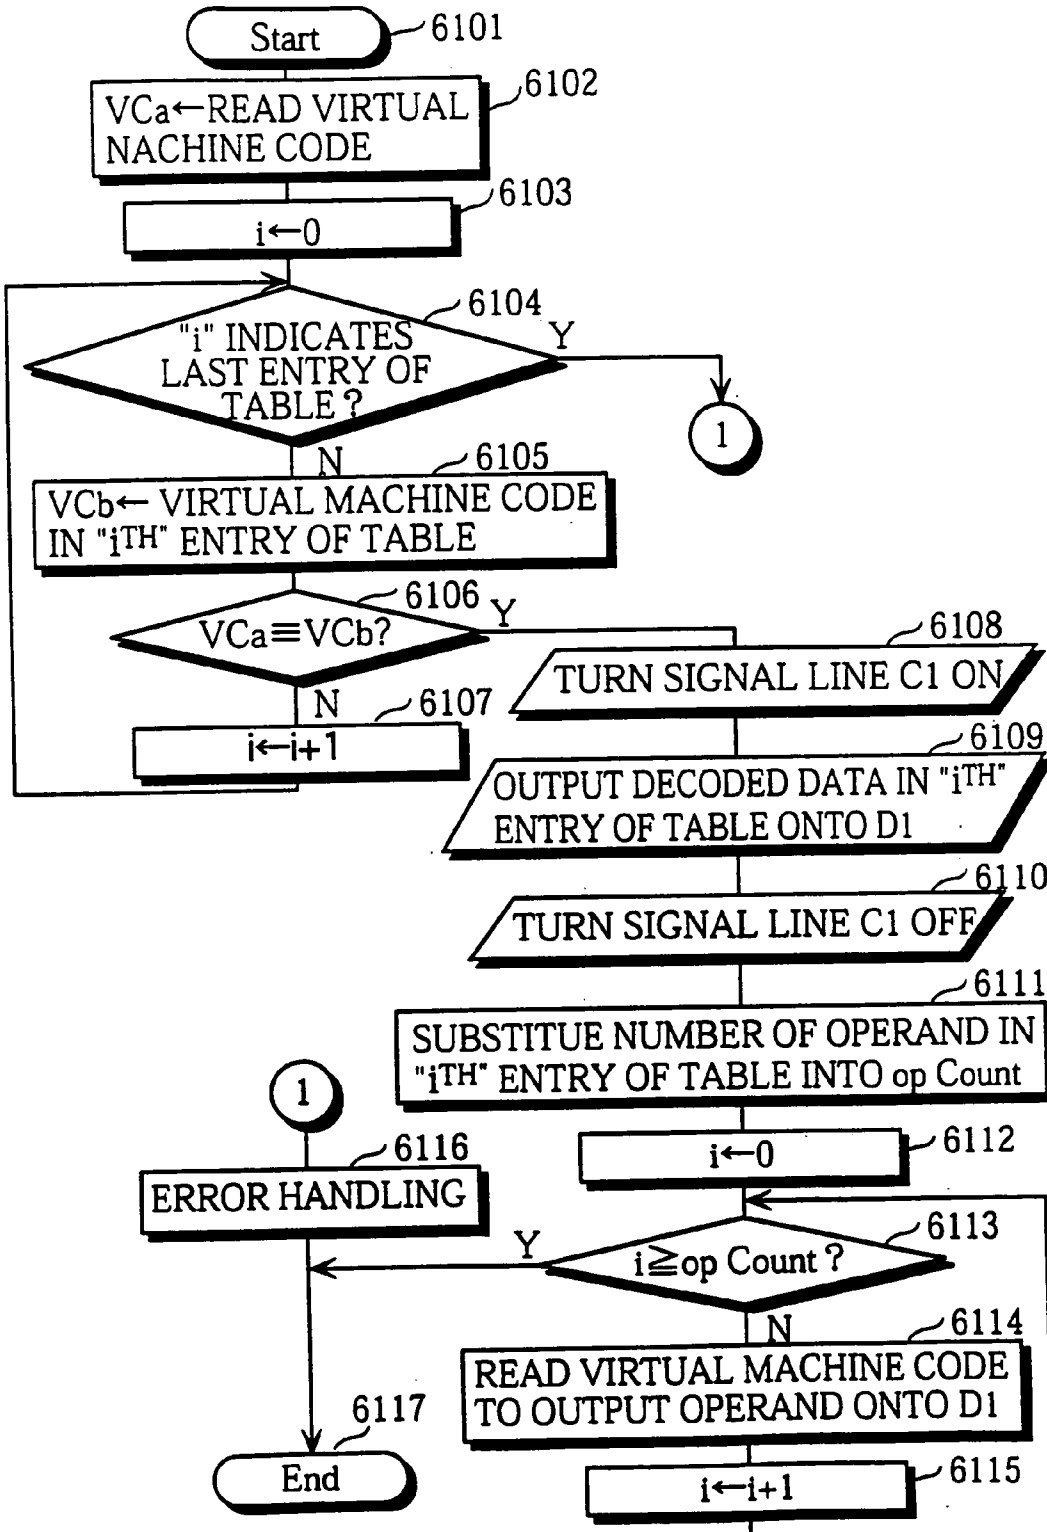 Start
6101
VCa←READ VIRTUAL
NACHINE CODE
6102
i←0
6103
"i" INDICATES
LAST ENTRY OF
TABLE?
6104
Y
1
N
6105
VCb← VIRTUAL MACHINE CODE
IN "iTH" ENTRY OF TABLE
VCa≡VCb?
6106
Y
N
i←i+1
6107
6108
TURN SIGNAL LINE C1 ON
6109
OUTPUT DECODED DATA IN "iTH"
ENTRY OF TABLE ONTO D1
6110
TURN SIGNAL LINE C1 OFF
6111
SUBSTITUE NUMBER OF OPERAND IN
"iTH" ENTRY OF TABLE INTO op Count
i←0
6112
1
6116
ERROR HANDLING
i≧op Count?
6113
Y
N
6114
READ VIRTUAL MACHINE CODE
TO OUTPUT OPERAND ONTO D1
i←i+1
6115
6117
End